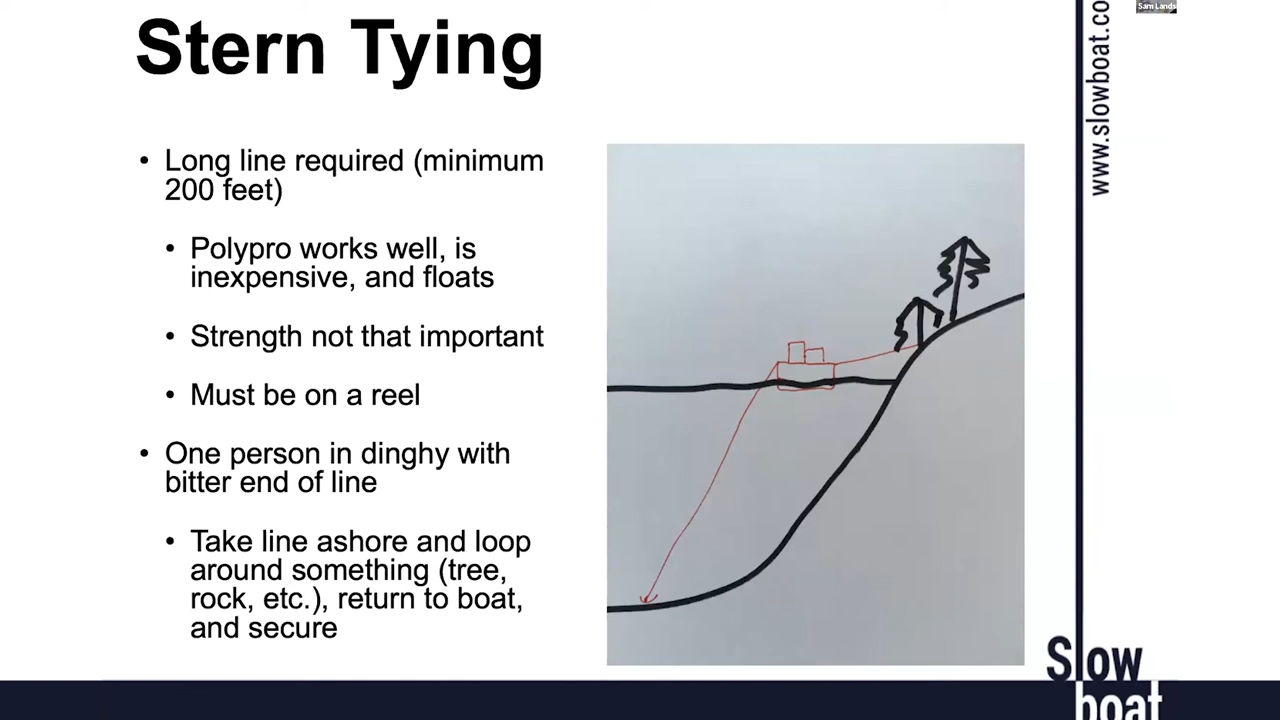 Stern Tying
• Long line required (minimum
200 feet)
• Polypro works well, is
inexpensive, and floats
• Strength not that important
• Must be on a reel
• One person in dinghy with
bitter end of line
• Take line ashore and loop
around something (tree,
rock, etc.), return to boat,
and secure
Sam Lands
www.slowboat.co
Slow
boat